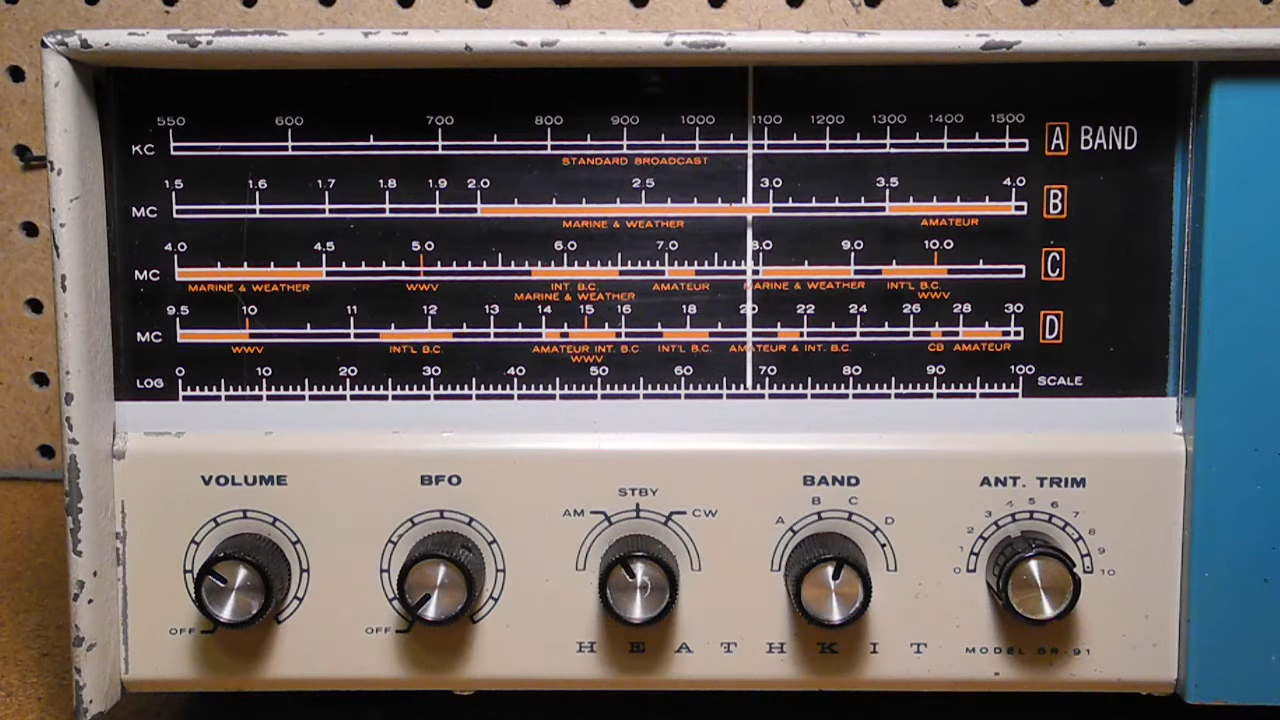 550 600 700 800 900 1000 1100 1200 1300 1400 1500
KC A BAND
STANDARD BROADCAST
1.5 1.6 1.7 1.8 1.9 2.0 2.5 3.0 3.5 4.0
MC B
MARINE & WEATHER AMATEUR
4.0 4.5 5.0 6.0 7.0 8.0 9.0 10.0
MC C
MARINE & WEATHER WWV INT. B.C. AMATEUR MARINE & WEATHER INT'L B.C.
MARINE & WEATHER WWV
9.5 10 11 12 13 14 15 16 18 20 22 24 26 28 30
MC D
WWV INT'L B.C. AMATEUR INT. B.C. INT'L B.C. AMATEUR & INT. B.C. CB AMATEUR
WWV
0 10 20 30 40 50 60 70 80 90 100
LOG SCALE
VOLUME BFO STBY BAND ANT. TRIM
AM CW A B C D 0 1 2 3 4 5 6 7 8 9 10
OFF OFF
HEATHKIT MODEL GR-91